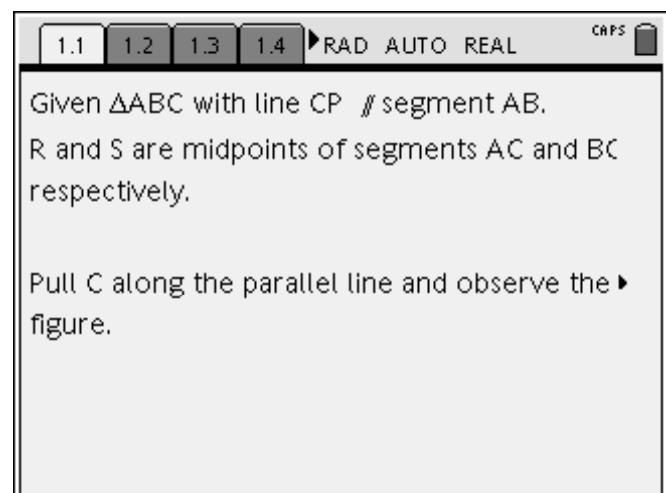 1.1 1.2 1.3 1.4 RAD AUTO REAL CAPS
Given ΔABC with line CP // segment AB.
R and S are midpoints of segments AC and BC
respectively.
Pull C along the parallel line and observe the
figure.